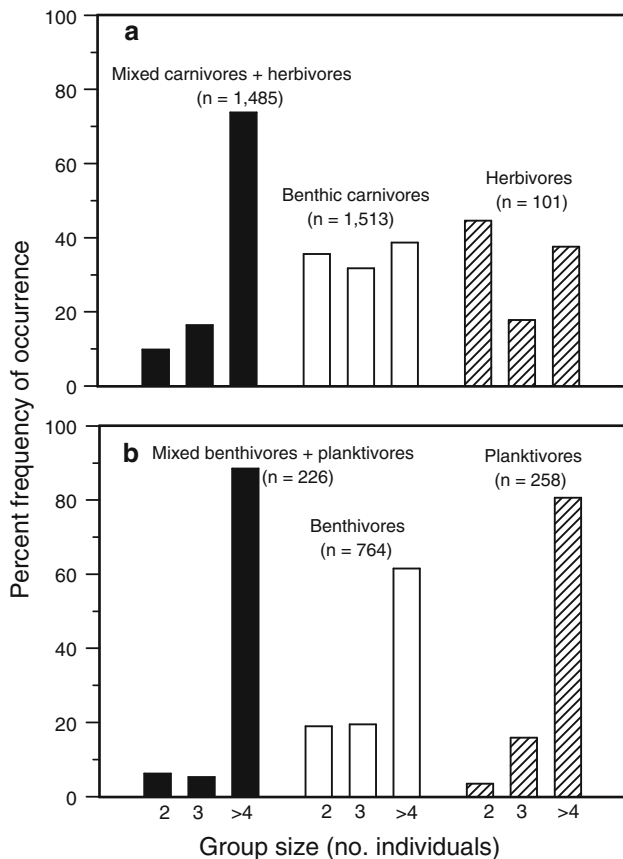 Percent frequency of occurrence
100
80
60
40
20
0
a
Mixed carnivores + herbivores
(n = 1,485)
Benthic carnivores
(n = 1,513)
Herbivores
(n = 101)
100
80
60
40
20
0
b
Mixed benthivores + planktivores
(n = 226)
Benthivores
(n = 764)
Planktivores
(n = 258)
2 3 >4 2 3 >4 2 3 >4
Group size (no. individuals)